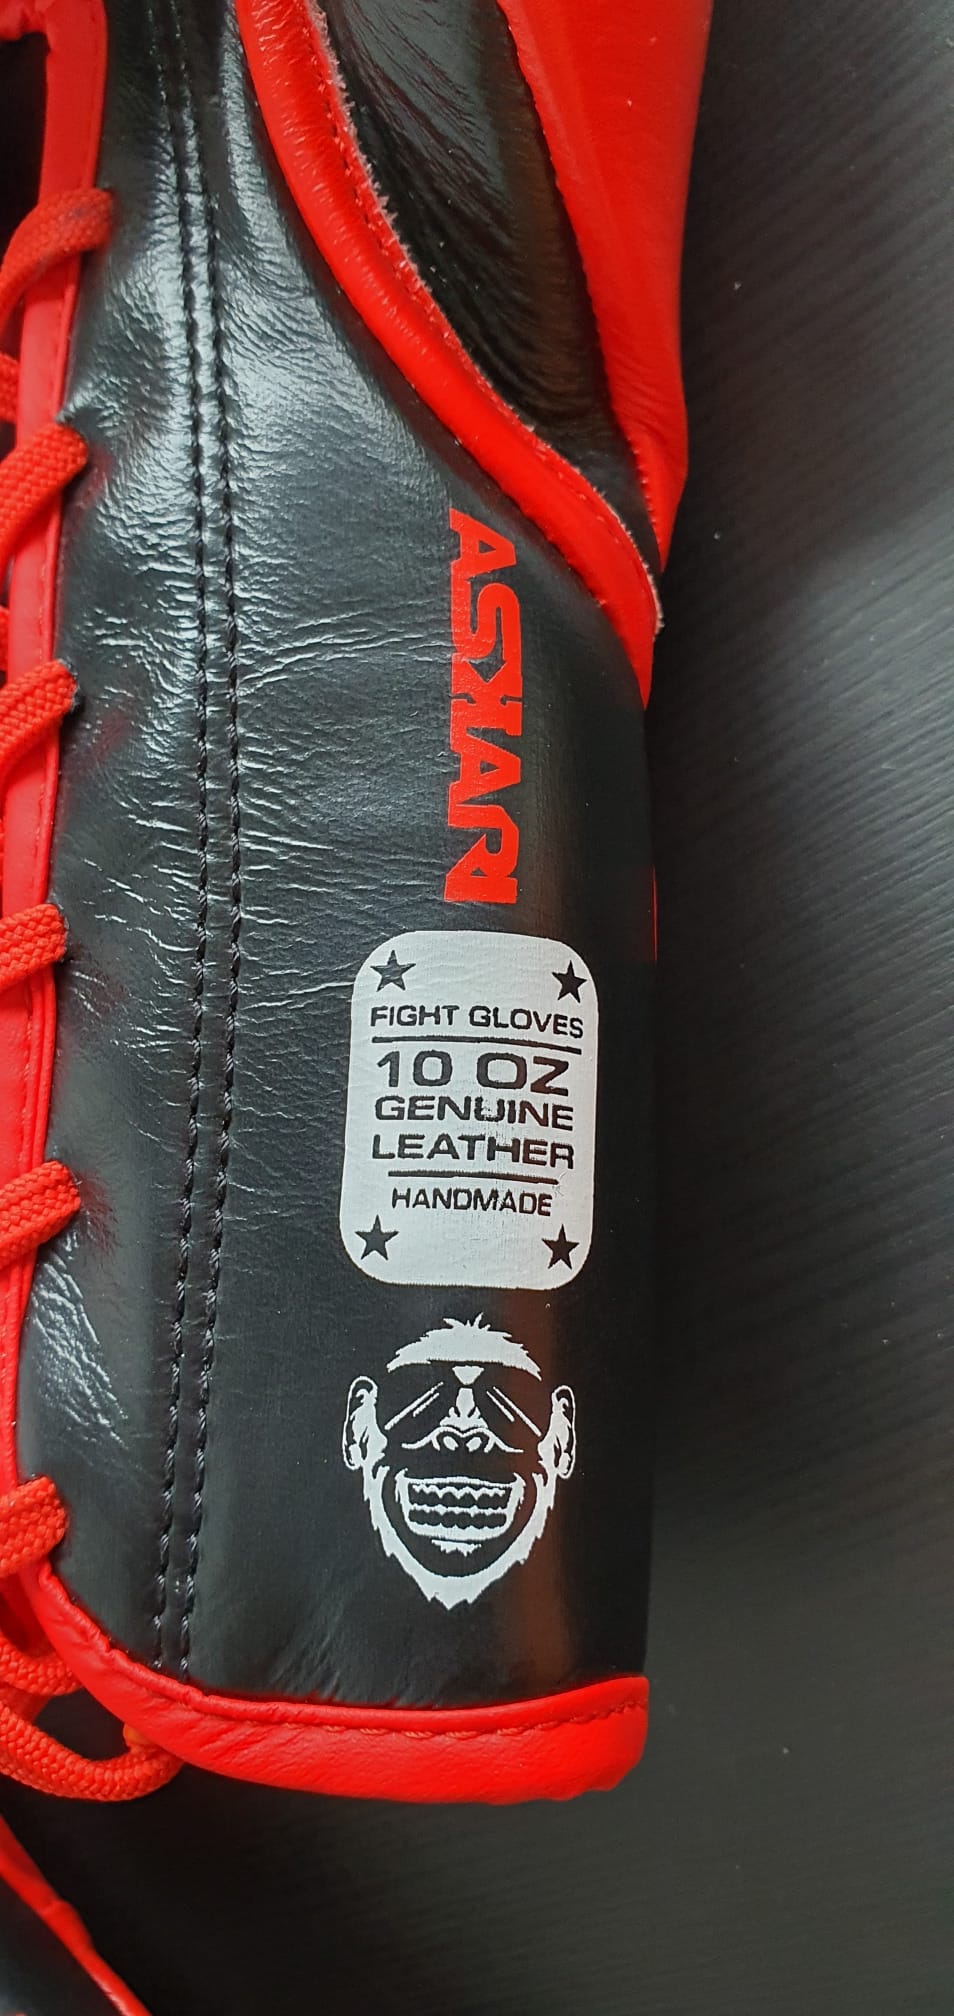 ASKARI
FIGHT GLOVES
10 OZ
GENUINE
LEATHER
HANDMADE